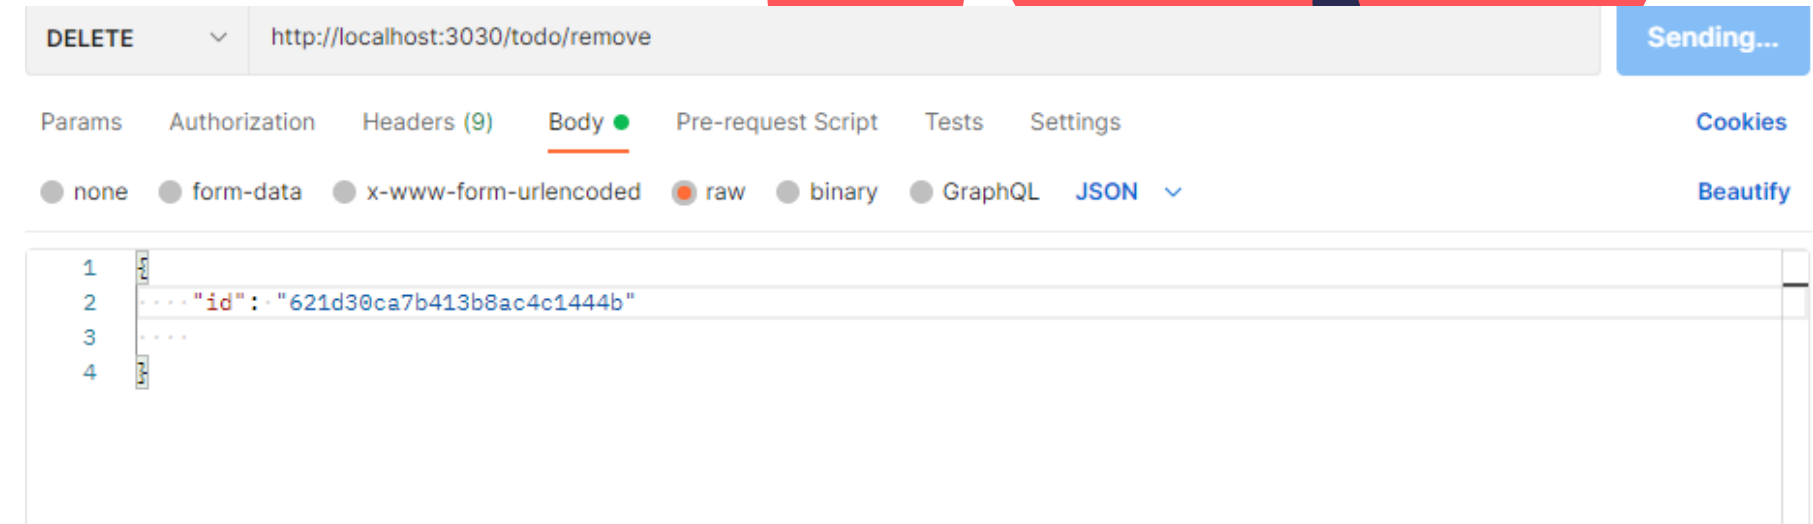 DELETE http://localhost:3030/todo/remove Sending...
Params Authorization Headers (9) Body Pre-request Script Tests Settings Cookies
none form-data x-www-form-urlencoded raw binary GraphQL JSON Beautify
1 {
2 "id": "621d30ca7b413b8ac4c1444b"
3
4 }